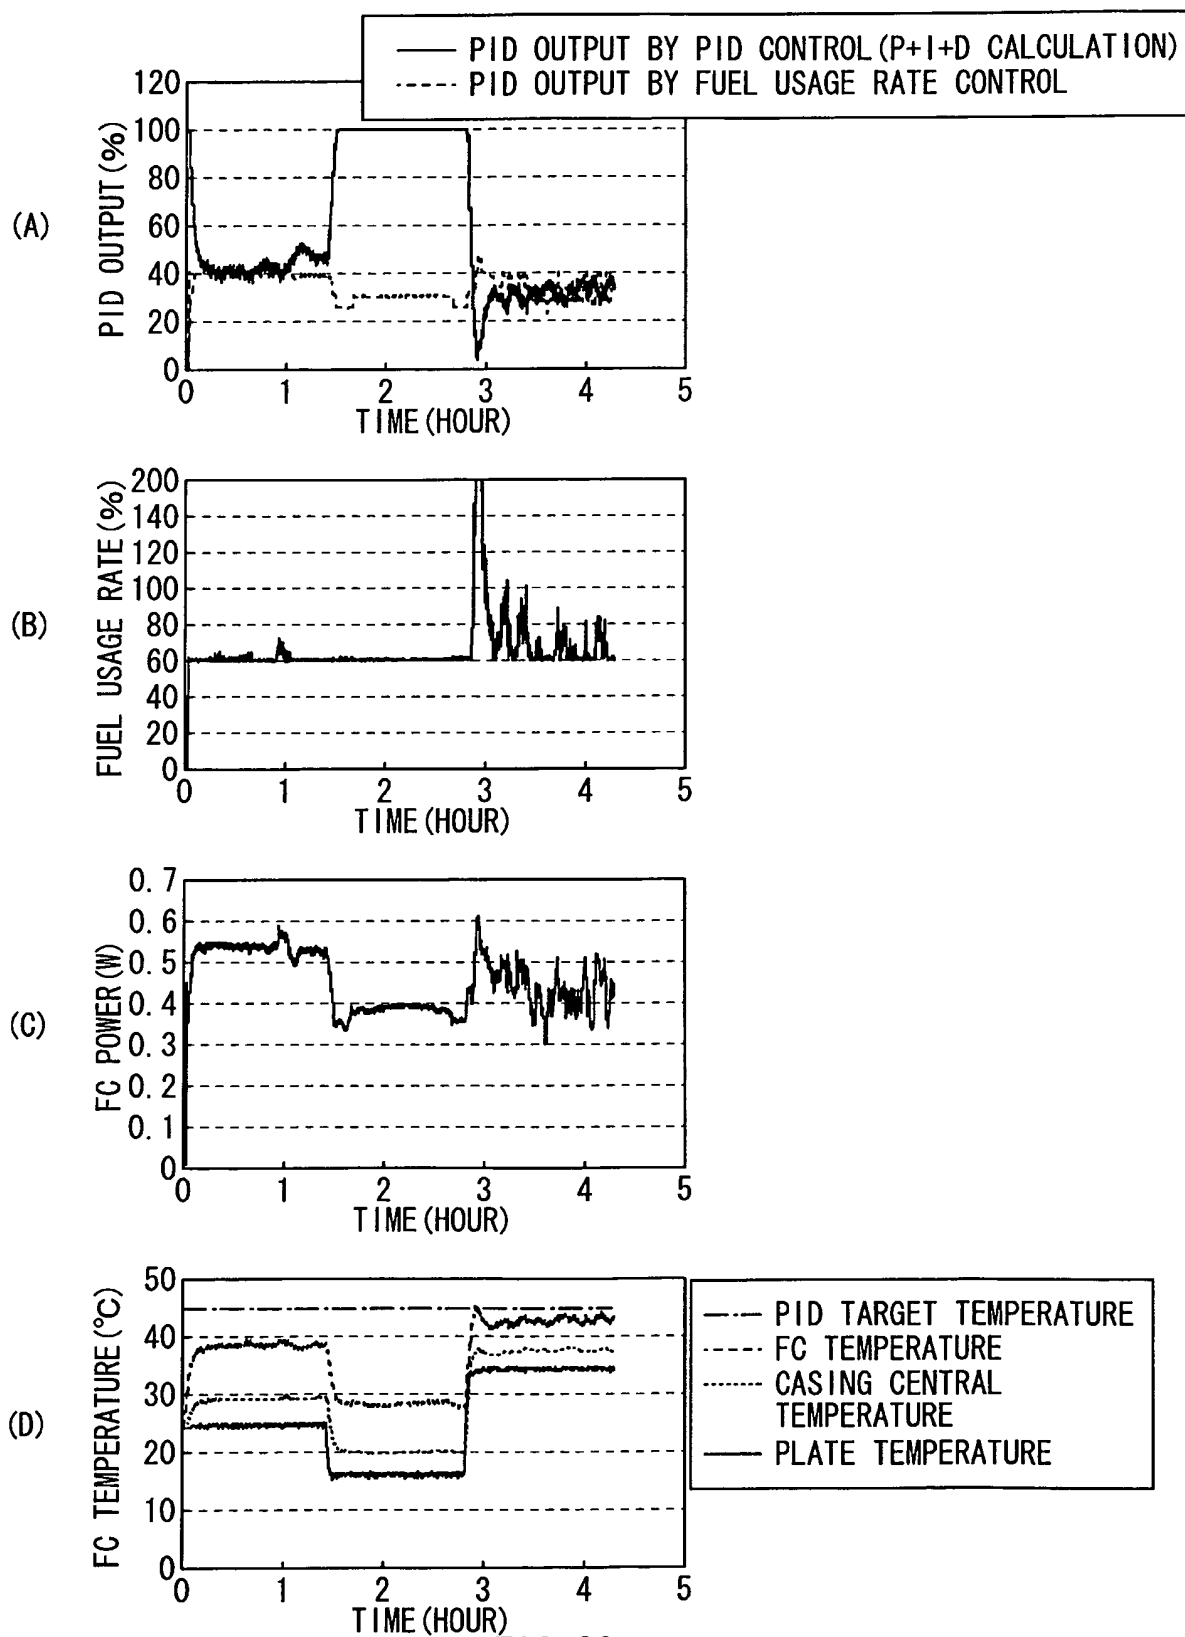 PID OUTPUT BY PID CONTROL(P+I+D CALCULATION)
PID OUTPUT BY FUEL USAGE RATE CONTROL
(A)
PID OUTPUT(%)
120
100
80
60
40
20
0
0 1 2 3 4 5
TIME(HOUR)
(B)
FUEL USAGE RATE(%)
200
140
120
100
80
60
40
20
0
0 1 2 3 4 5
TIME(HOUR)
(C)
FC POWER(W)
0.7
0.6
0.5
0.4
0.3
0.2
0.1
0
0 1 2 3 4 5
TIME(HOUR)
(D)
FC TEMPERATURE(°C)
50
40
30
20
10
0
0 1 2 3 4 5
TIME(HOUR)
PID TARGET TEMPERATURE
FC TEMPERATURE
CASING CENTRAL
TEMPERATURE
PLATE TEMPERATURE